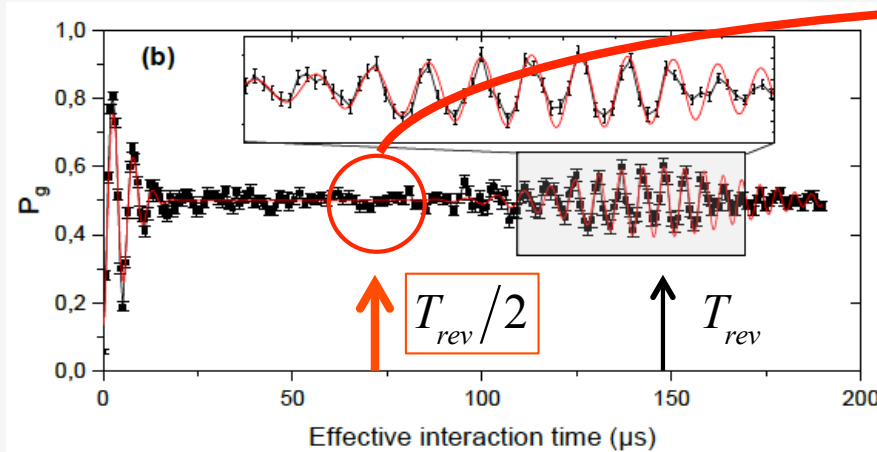 1,0
(b)
0,8
0,6
P_g
0,4
0,2
T_rev/2
T_rev
0,0
0
50
100
150
200
Effective interaction time (µs)